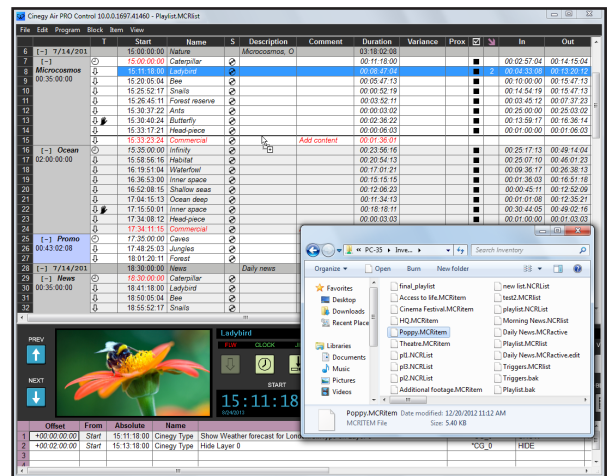 Cinegy Air PRO Control 10.0.0.1697.41460 - Playlist.MCRlist
File Edit Program Block Item View
T Start Name S Description Comment Duration Variance Prox In Out
6 [-] 7/14/201 15:00:00:00 Nature Microcosmos, O 03:18:02:08
7 [-] 15:00:00:00 Caterpillar 00:11:18:00 00:02:57:04 00:14:15:04
8 Microcosmos 15:11:18:00 Ladybird 00:08:47:04 2 00:04:33:08 00:13:20:12
9 00:35:00:00 15:20:05:04 Bee 00:05:47:13 00:10:00:00 00:15:47:13
10 15:25:52:17 Snails 00:00:52:19 00:14:54:19 00:15:47:13
11 15:26:45:11 Forest reserve 00:03:52:11 00:03:45:12 00:07:37:23
12 15:30:37:22 Ants 00:00:03:02 00:25:00:00 00:25:03:02
13 15:30:40:24 Butterfly 00:02:36:22 00:13:59:17 00:16:36:14
14 15:33:17:21 Head-piece 00:00:06:03 00:01:00:00 00:01:06:03
15 15:33:23:24 Commercial Add content 00:01:36:01
16 [-] Ocean 15:35:00:00 Infinity 00:23:56:16 00:25:17:13 00:49:14:04
17 02:00:00:00 15:58:56:16 Habitat 00:20:54:13 00:25:07:10 00:46:01:23
18 16:19:51:04 Waterfowl 00:17:01:21 00:09:36:17 00:26:38:13
19 16:36:53:00 Inner space 00:15:15:15 00:01:36:03 00:16:51:18
20 16:52:08:15 Shallow seas 00:12:06:23 00:00:45:11 00:12:52:09
21 17:04:15:13 Ocean deep 00:11:34:13 00:01:01:08 00:12:35:21
22 17:15:50:01 Inner space 00:18:18:11 00:30:44:05 00:49:02:16
23 17:34:08:12 Head-piece 00:00:03:03 00:01:00:00 00:01:03:03
24 17:34:11:15 Commercial
25 [-] Promo 17:35:00:00 Caves
26 00:43:02:08 17:48:25:03 Jungles
27 18:01:20:11 Forest
28 [-] 7/14/201 18:30:00:00 News Daily news
29 [-] News 18:30:00:00 Caterpillar
30 00:35:00:00 18:41:18:00 Ladybird
31 18:50:05:04 Bee
32 18:55:52:17 Snails
PC-35 Inve... Search Inventory
Organize Open Burn New folder
Favorites
Desktop
Downloads
Recent Place
Libraries
Documents
Music
Pictures
Videos
final_playlist
Access to life.MCRitem
Cinema Festival.MCRitem
HQ.MCRitem
Poppy.MCRitem
Theatre.MCRitem
pl1.NCRList
pl3.NCRList
pl2.NCRList
Additional footage.MCRitem
new list.NCRlist
test2.MCRlist
playlist.NCRlist
Morning News.NCRlist
Daily News.MCRactive
Playlist.MCRlist
Daily News.MCRactive.edit
Triggers.MCRlist
Triggers.bak
Playlist.bak
Poppy.MCRitem Date modified: 12/20/2012 11:12 AM
MCRITEM File Size: 5.40 KB
PREV
NEXT
Ladybird
PLAY CLOCK
START
15:11:18
Offset From Absolute Name
1 +00:00:00:00 Start 15:11:18:00 Cinegy Type Show Weather forecast for Lon
2 +00:02:00:00 Start 15:13:18:00 Cinegy Type Hide Layer 0 *CG_0 HIDE
3